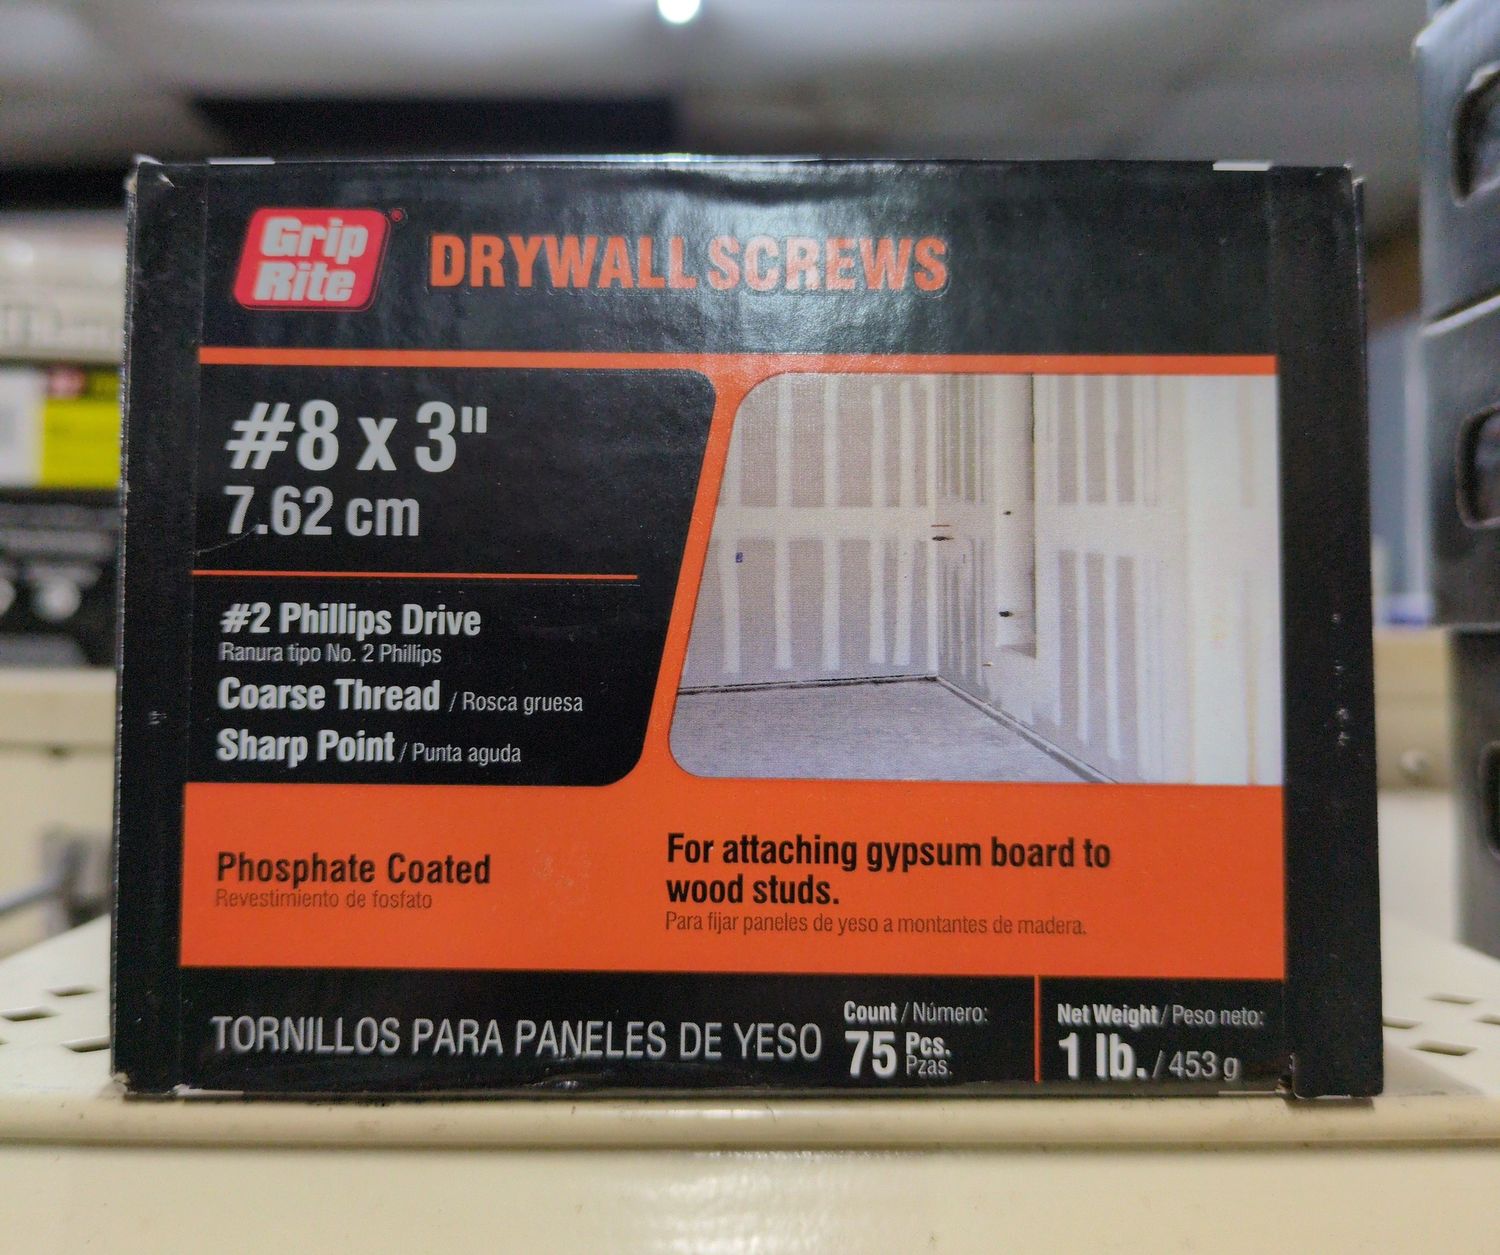 Grip
Rite®
DRYWALL SCREWS
#8 x 3"
7.62 cm
#2 Phillips Drive
Ranura tipo No. 2 Phillips
Coarse Thread / Rosca gruesa
Sharp Point / Punta aguda
Phosphate Coated
Revestimiento de fosfato
For attaching gypsum board to
wood studs.
Para fijar paneles de yeso a montantes de madera.
TORNILLOS PARA PANELES DE YESO
Count / Número:
75 Pcs.
Pzas.
Net Weight / Peso neto:
1 lb. / 453 g